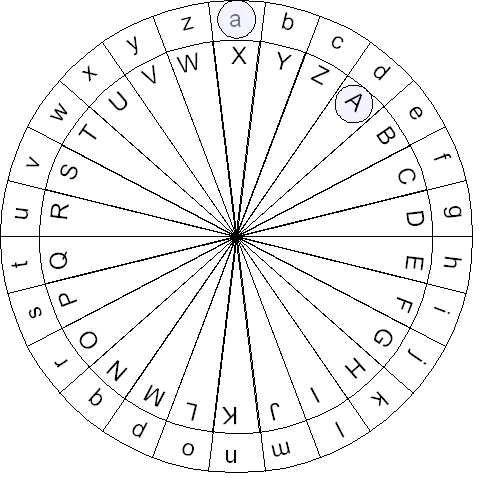 a b c d e f g h i j k l m n o p q r s t u v w x y z
X Y Z A B C D E F G H I J K L M N O P Q R S T U V W